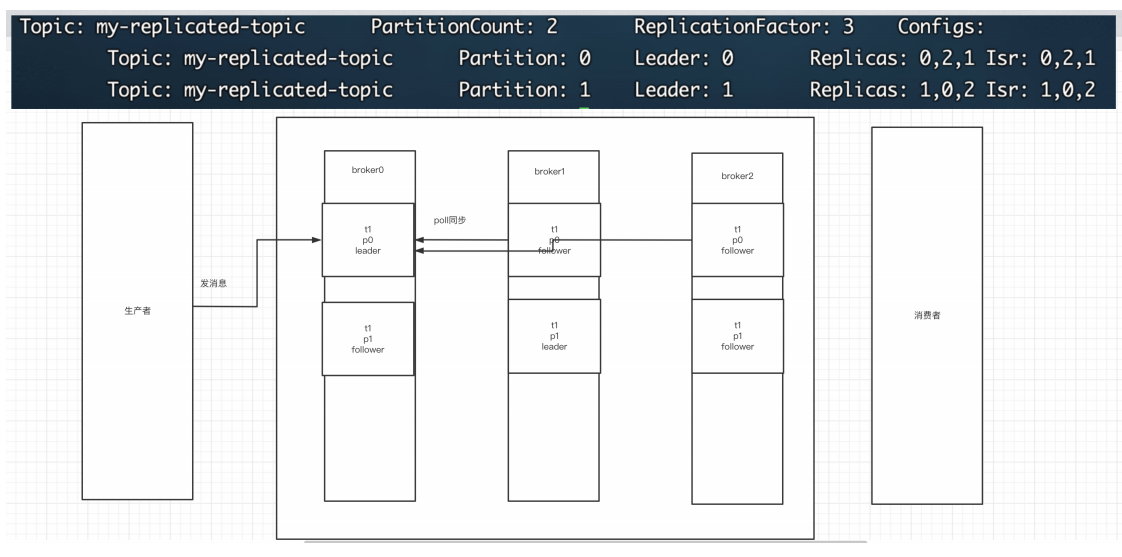 Topic: my-replicated-topic PartitionCount: 2 ReplicationFactor: 3 Configs:
Topic: my-replicated-topic Partition: 0 Leader: 0 Replicas: 0,2,1 Isr: 0,2,1
Topic: my-replicated-topic Partition: 1 Leader: 1 Replicas: 1,0,2 Isr: 1,0,2
生产者
发消息
broker0
t1
p0
leader
t1
p1
follower
poll同步
broker1
t1
p0
follower
t1
p1
leader
broker2
t1
p0
follower
t1
p1
follower
消费者